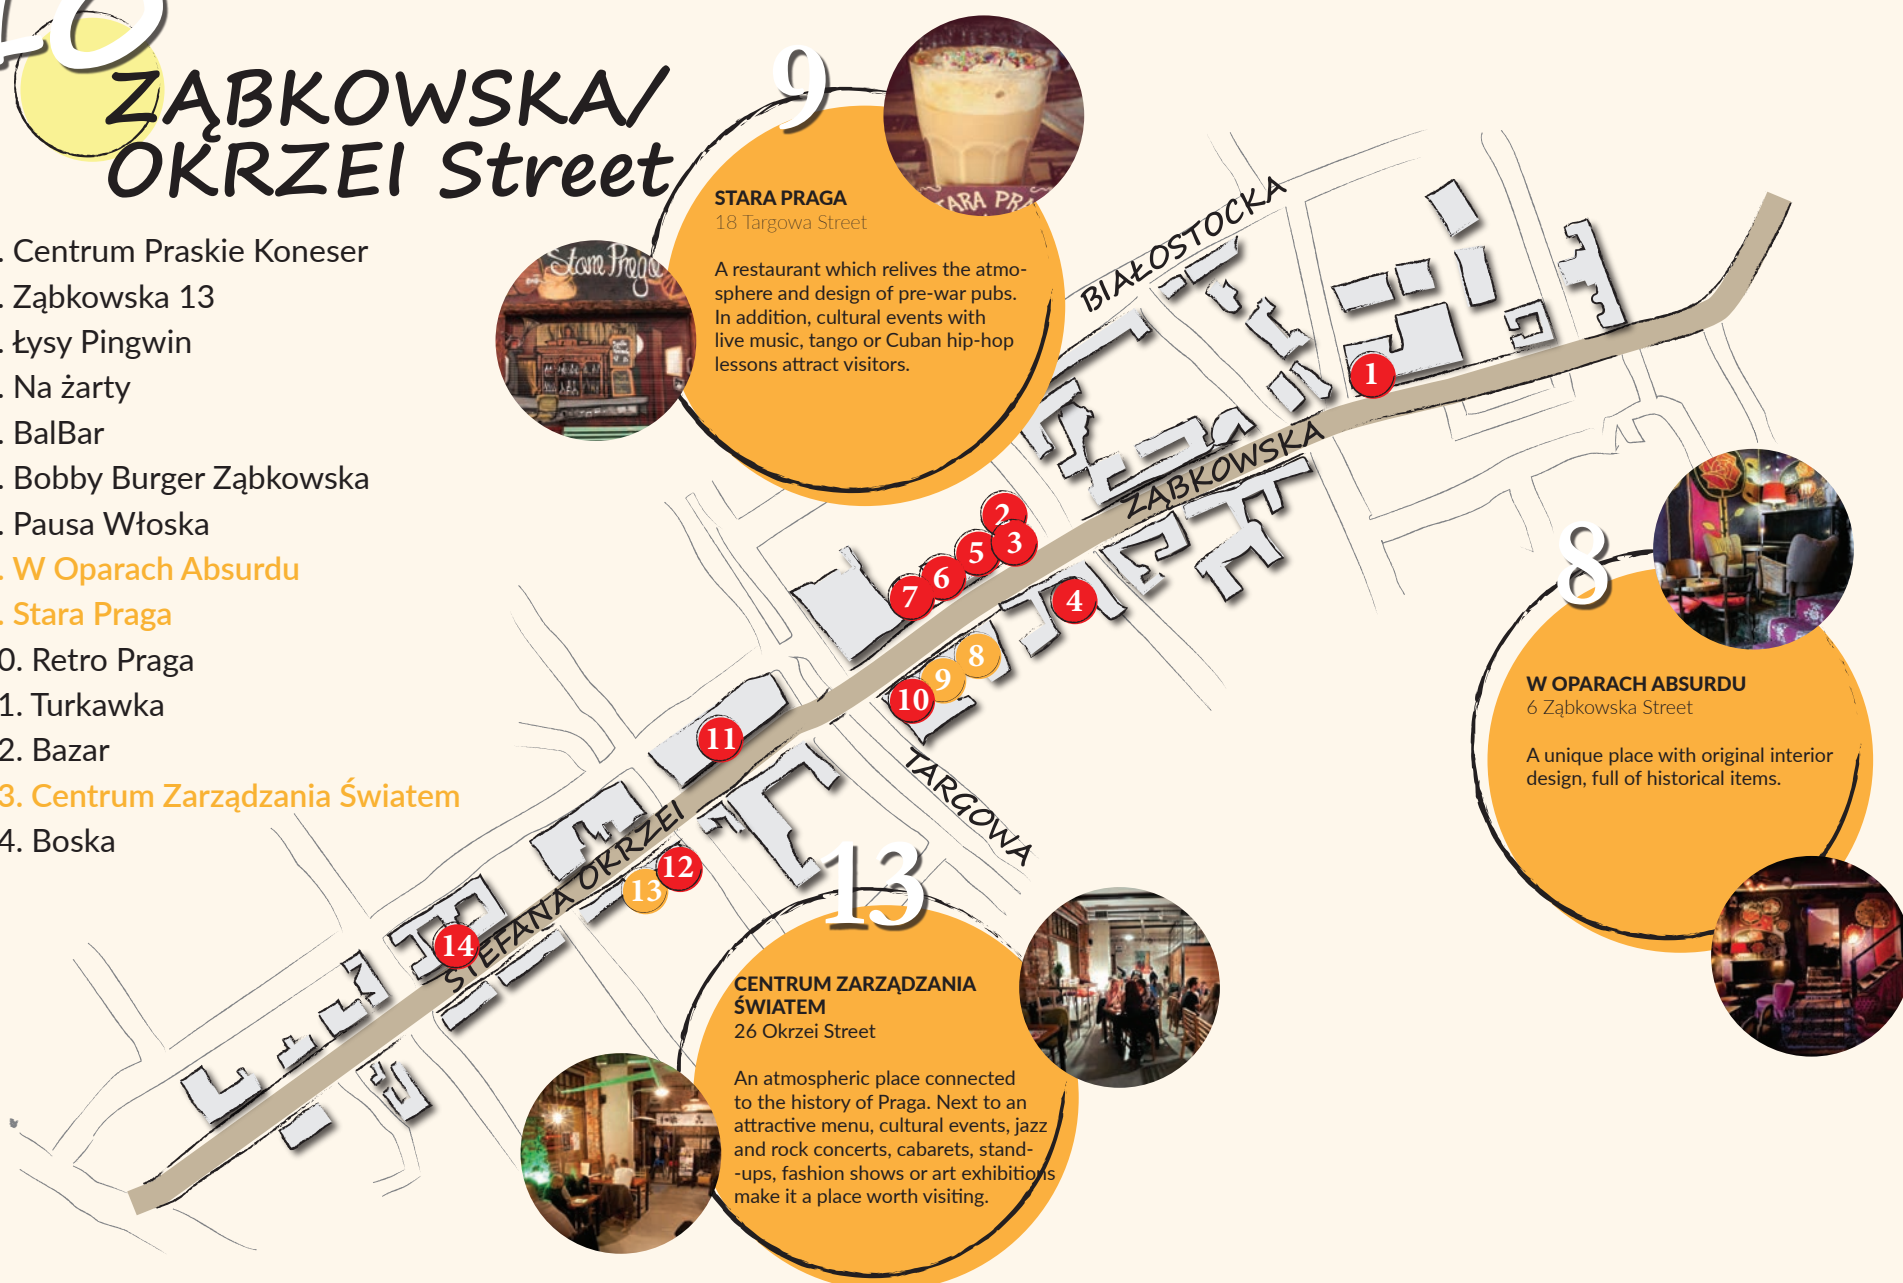 ZĄBKOWSKA/
OKRZEI Street
. Centrum Praskie Koneser
. Ząbkowska 13
. Łysy Pingwin
. Na żarty
. BalBar
. Bobby Burger Ząbkowska
. Pausa Włoska
. W Oparach Absurdu
. Stara Praga
0. Retro Praga
1. Turkawka
2. Bazar
3. Centrum Zarządzania Światem
4. Boska
9
STARA PRAGA
18 Targowa Street
A restaurant which relives the atmo-
sphere and design of pre-war pubs.
In addition, cultural events with
live music, tango or Cuban hip-hop
lessons attract visitors.
Stara Praga
BIAŁOSTOCKA
ZĄBKOWSKA
TARGOWA
STEFANA OKRZEI
1
2
3
5
6
7
4
8
9
10
11
12
13
14
8
W OPARACH ABSURDU
6 Ząbkowska Street
A unique place with original interior
design, full of historical items.
13
CENTRUM ZARZĄDZANIA
ŚWIATEM
26 Okrzei Street
An atmospheric place connected
to the history of Praga. Next to an
attractive menu, cultural events, jazz
and rock concerts, cabarets, stand-
-ups, fashion shows or art exhibitions
make it a place worth visiting.